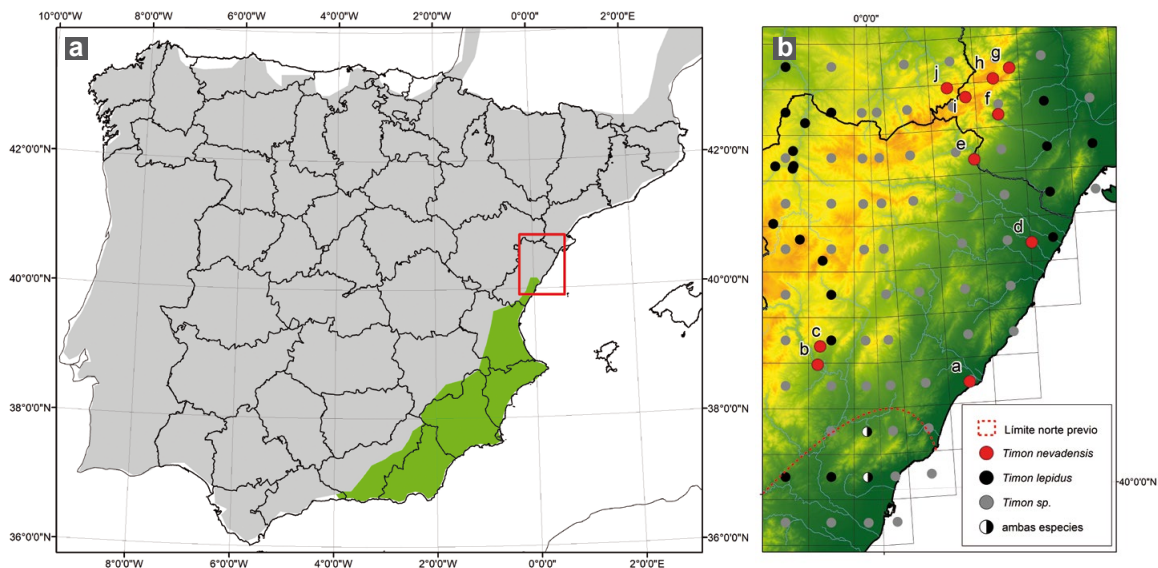 10°0'0"W 8°0'0"W 6°0'0"W 4°0'0"W 2°0'0"W 0°0'0" 2°0'0"E
a
42°0'0"N 42°0'0"N
40°0'0"N 40°0'0"N
38°0'0"N 38°0'0"N
36°0'0"N 36°0'0"N
8°0'0"W 6°0'0"W 4°0'0"W 2°0'0"W 0°0'0" 2°0'0"E
0°0'0"
b
g
h
j
i
f
e
d
c
b
a
Límite norte previo
Timon nevadensis
Timon lepidus
Timon sp.
ambas especies
40°0'0"N